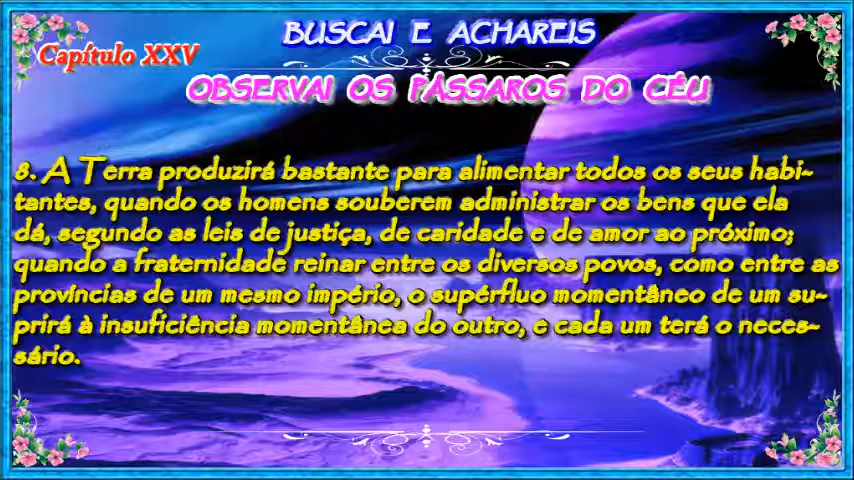 BUSCAI E ACHAREIS
Capítulo XXV
OBSERVAI OS PÁSSAROS DO CÉU
8. A Terra produzirá bastante para alimentar todos os seus habi-
tantes, quando os homens souberem administrar os bens que ela
dá, segundo as leis de justiça, de caridade e de amor ao próximo;
quando a fraternidade reinar entre os diversos povos, como entre as
províncias de um mesmo império, o supérfluo momentâneo de um su-
prirá à insuficiência momentânea do outro, e cada um terá o neces-
sário.